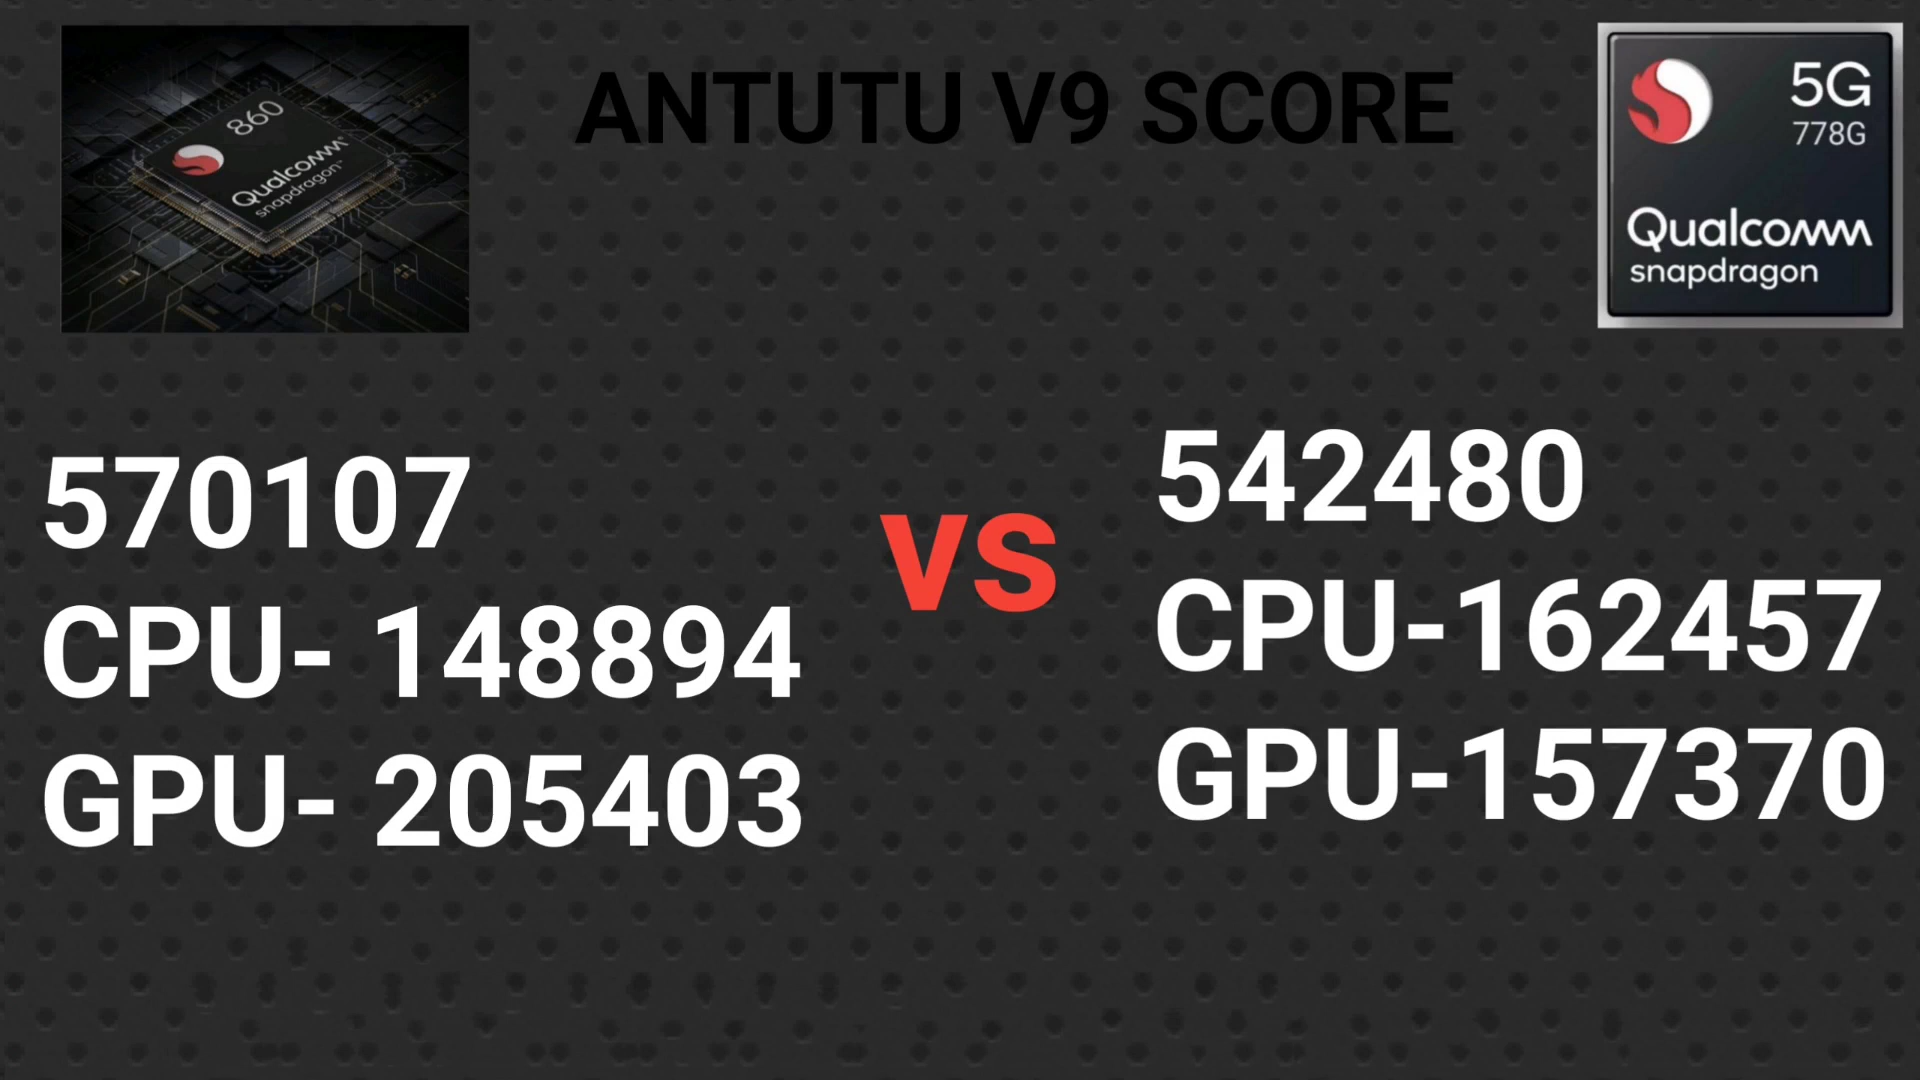 ANTUTU V9 SCORE
860
Qualcomm
snapdragon
5G
778G
Qualcomm
snapdragon
570107
CPU- 148894
GPU- 205403
VS
542480
CPU-162457
GPU-157370